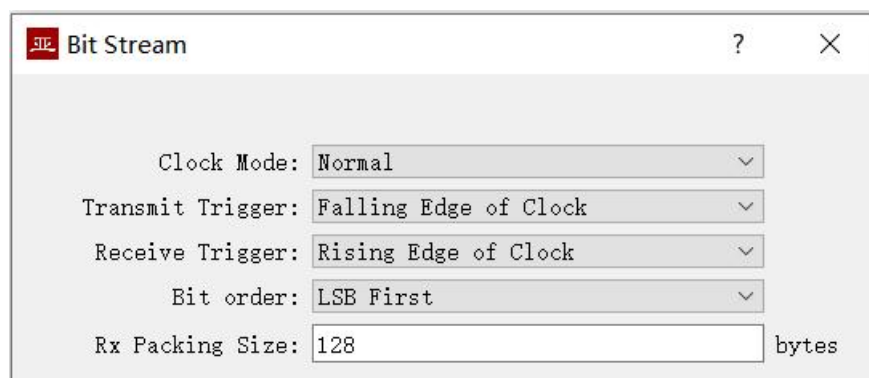 Bit Stream ? ×
Clock Mode: Normal
Transmit Trigger: Falling Edge of Clock
Receive Trigger: Rising Edge of Clock
Bit order: LSB First
Rx Packing Size: 128 bytes